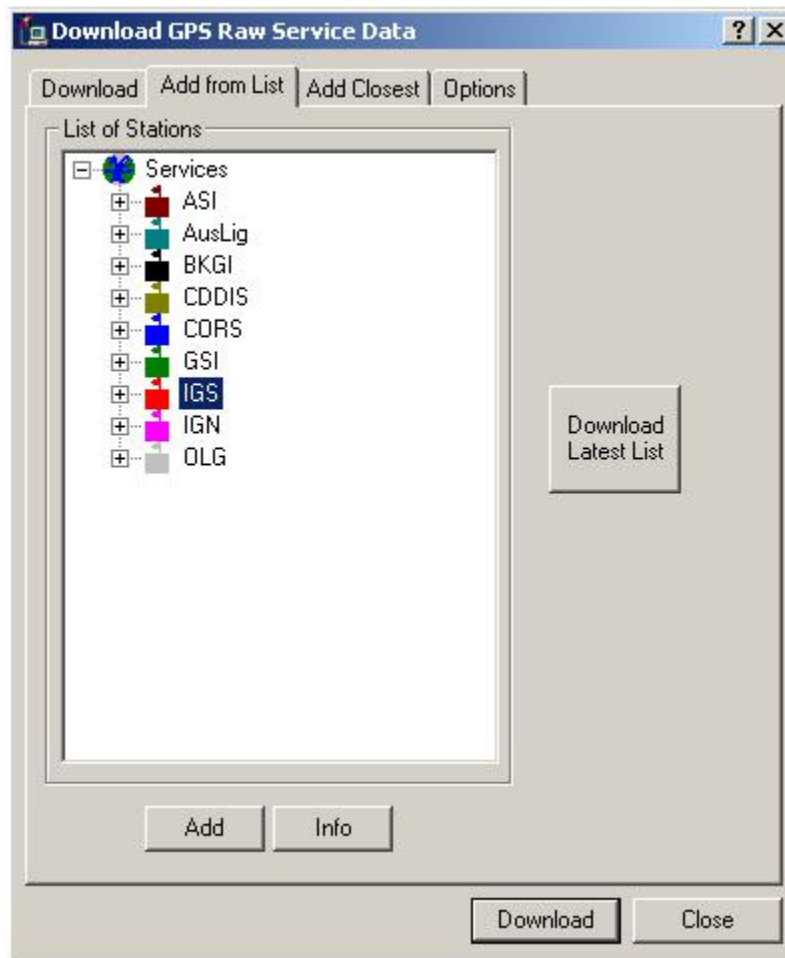 Download GPS Raw Service Data
Download Add from List Add Closest Options
List of Stations
Services
ASI
AusLig
BKGI
CDDIS
CORS
GSI
IGS
IGN
OLG
Download
Latest List
Add Info
Download Close